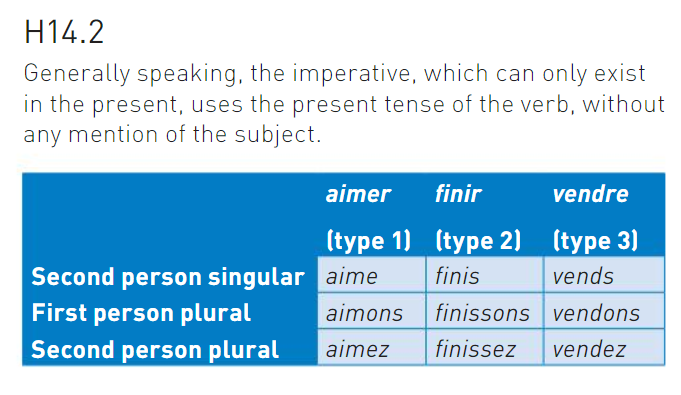 H14.2
Generally speaking, the imperative, which can only exist
in the present, uses the present tense of the verb, without
any mention of the subject.
aimer finir vendre
(type 1) (type 2) (type 3)
Second person singular aime finis vends
First person plural aimons finissons vendons
Second person plural aimez finissez vendez